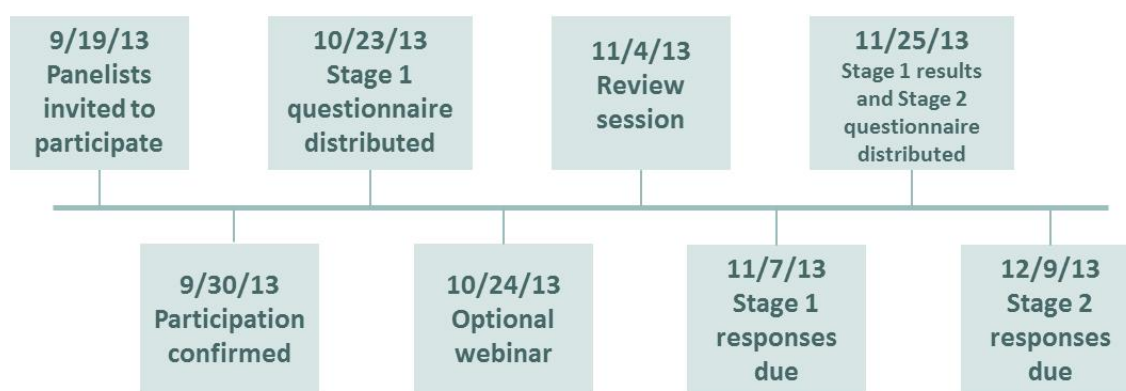 9/19/13
Panelists
invited to
participate
10/23/13
Stage 1
questionnaire
distributed
11/4/13
Review
session
11/25/13
Stage 1 results
and Stage 2
questionnaire
distributed
9/30/13
Participation
confirmed
10/24/13
Optional
webinar
11/7/13
Stage 1
responses
due
12/9/13
Stage 2
responses
due